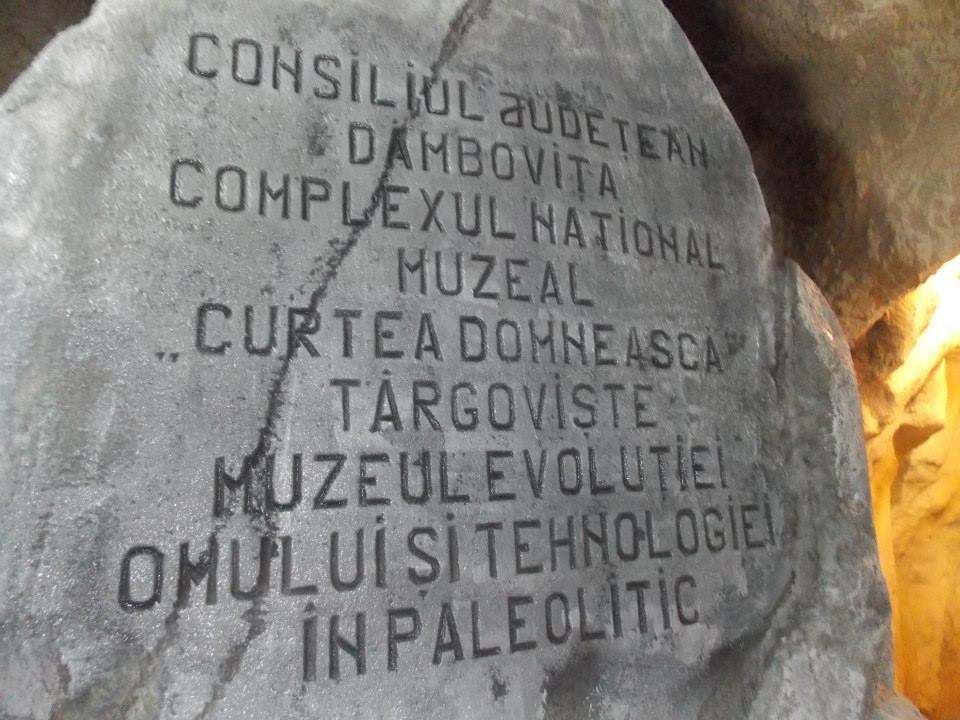 CONSILIUL JUDEȚEAN
DÂMBOVIȚA
COMPLEXUL NAȚIONAL
MUZEAL
„CURTEA DOMNEASCĂ"
TÂRGOVIȘTE
MUZEUL EVOLUȚIEI
OMULUI ȘI TEHNOLOGIEI
ÎN PALEOLITIC